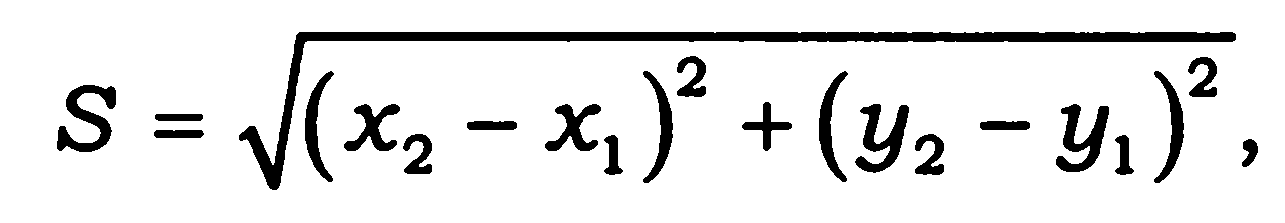 S = √(x₂ − x₁)² + (y₂ − y₁)²,